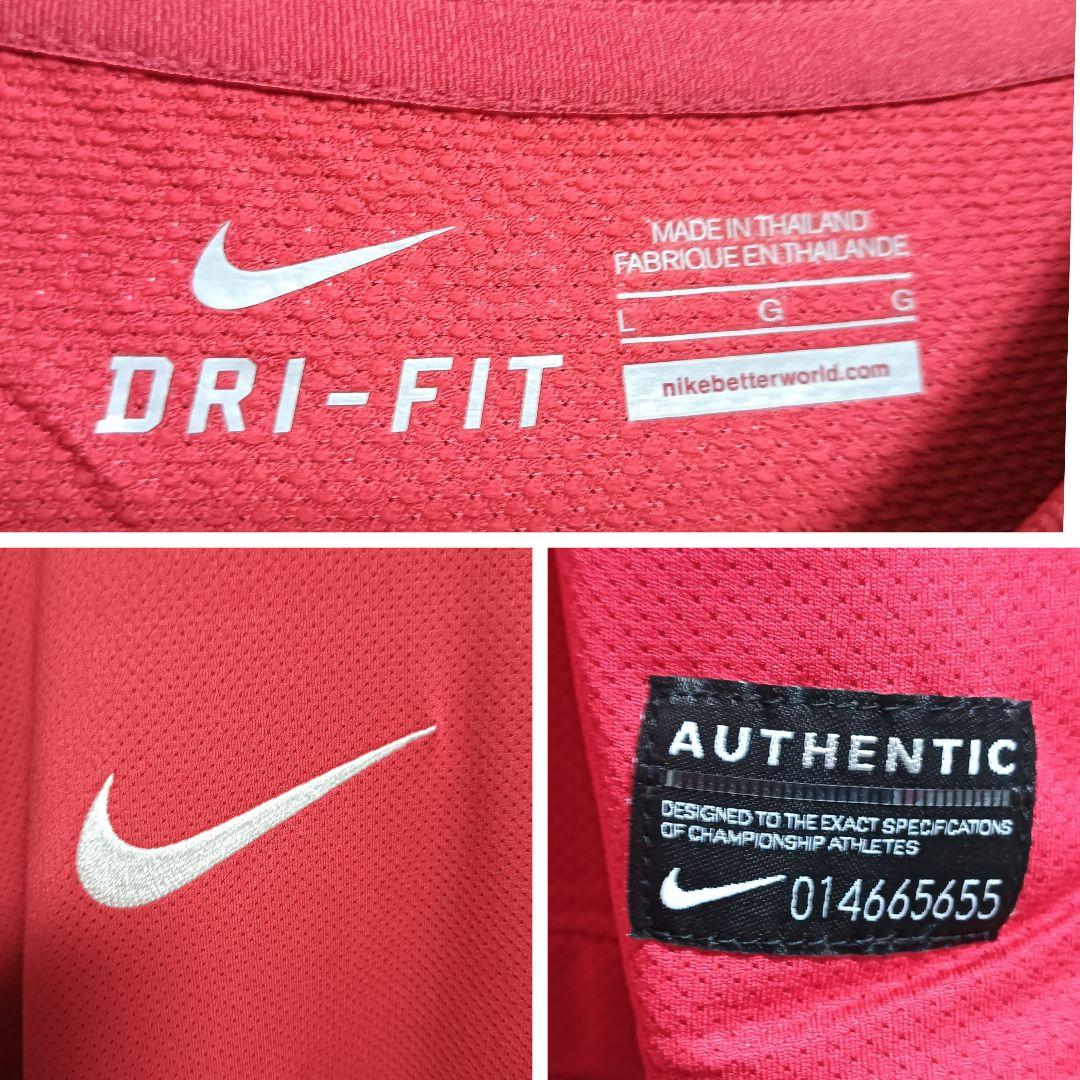 DRI-FIT
MADE IN THAILAND
FABRIQUE EN THAILANDE
L G G
nikebetterworld.com
AUTHENTIC
DESIGNED TO THE EXACT SPECIFICATIONS
OF CHAMPIONSHIP ATHLETES
014665655